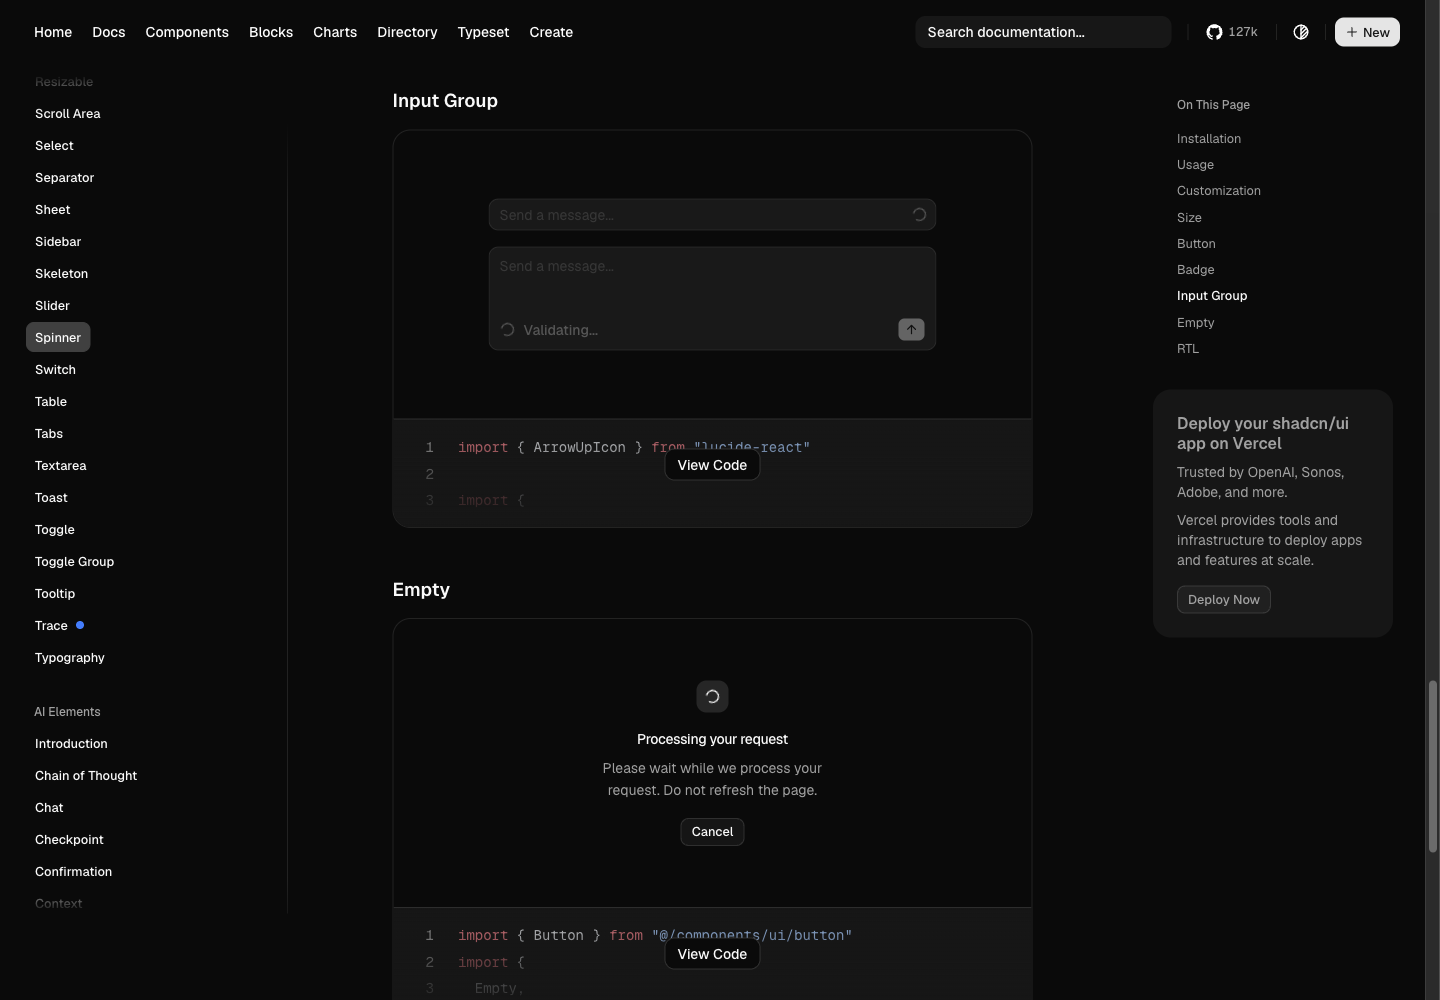 Home Docs Components Blocks Charts Directory Typeset Create
Search documentation... 127k New
Resizable
Scroll Area
Select
Separator
Sheet
Sidebar
Skeleton
Slider
Spinner
Switch
Table
Tabs
Textarea
Toast
Toggle
Toggle Group
Tooltip
Trace
Typography
AI Elements
Introduction
Chain of Thought
Chat
Checkpoint
Confirmation
Context
Input Group
Send a message...
Send a message...
Validating...
1 import { ArrowUpIcon } from "lucide-react"
View Code
2
3 import {
Empty
Processing your request
Please wait while we process your
request. Do not refresh the page.
Cancel
1 import { Button } from "@/components/ui/button"
View Code
2 import {
3 Empty,
On This Page
Installation
Usage
Customization
Size
Button
Badge
Input Group
Empty
RTL
Deploy your shadcn/ui
app on Vercel
Trusted by OpenAI, Sonos,
Adobe, and more.
Vercel provides tools and
infrastructure to deploy apps
and features at scale.
Deploy Now